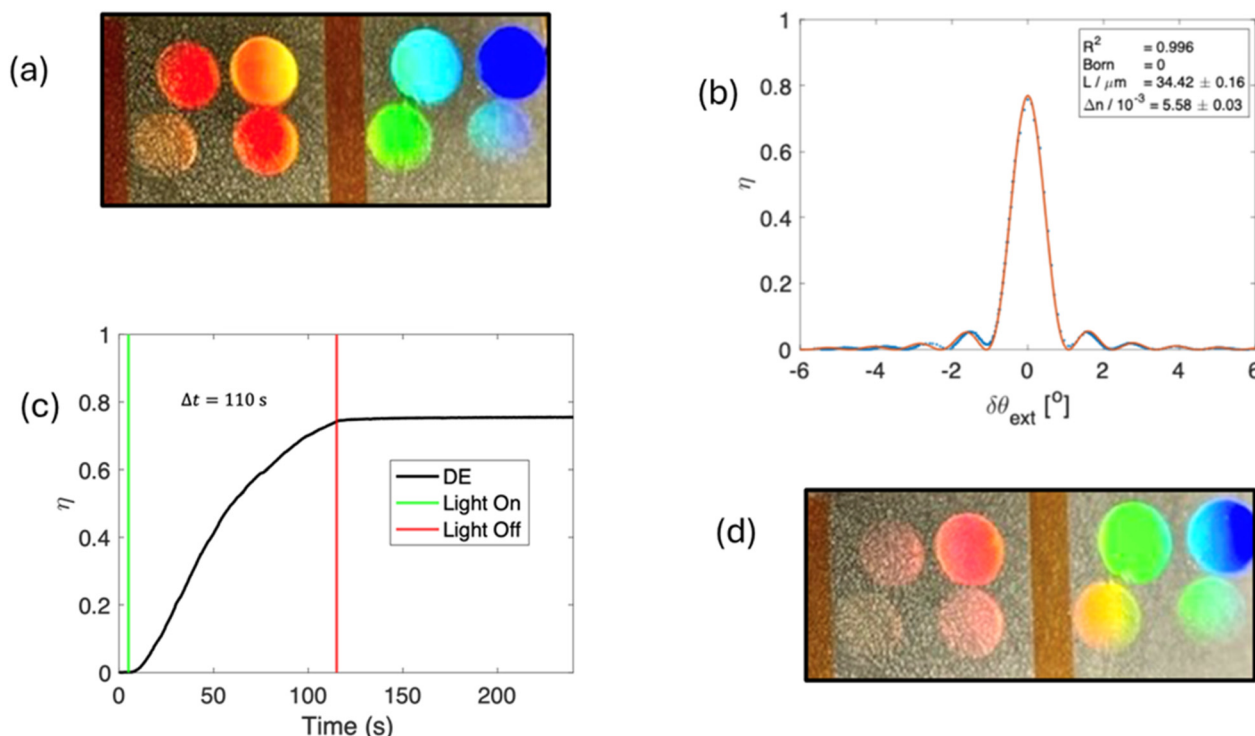 (a)
(b)
1
0.8
0.6
0.4
0.2
0
η
-6 -4 -2 0 2 4 6
δθext [o]
R2 = 0.996
Born = 0
L / μm = 34.42 ± 0.16
Δn / 10-3 = 5.58 ± 0.03
(c)
1
0.8
0.6
0.4
0.2
0
η
Δt = 110 s
DE
Light On
Light Off
0 50 100 150 200
Time (s)
(d)